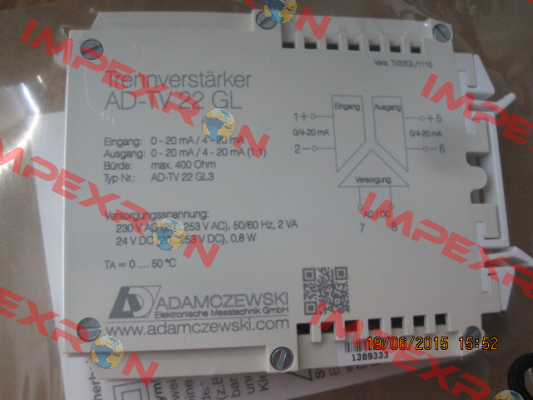 Vers. TV22GL/1110
Trennverstärker
AD-TV 22 GL
Eingang: 0 - 20 mA / 4 - 20 mA
Ausgang: 0 - 20 mA / 4 - 20 mA (1:1)
Bürde: max. 400 Ohm
Typ Nr.: AD-TV 22 GL3
Versorgungsspannung:
230 V AC 253 V AC), 50/60 Hz, 2 VA
24 V DC 253 V DC), 0,8 W
TA = 0 .... 50 °C
Eingang Ausgang
1 + + 5
0/4-20 mA 0/4-20 mA
2 - - 6
Versorgung
AC / DC
7 8
ADAMCZEWSKI
Elektronische Messtechnik GmbH
www.adamczewski.com
1389333
19/06/2015 15:52
IMPEXRON
IMPEXRON
IMPEXRON